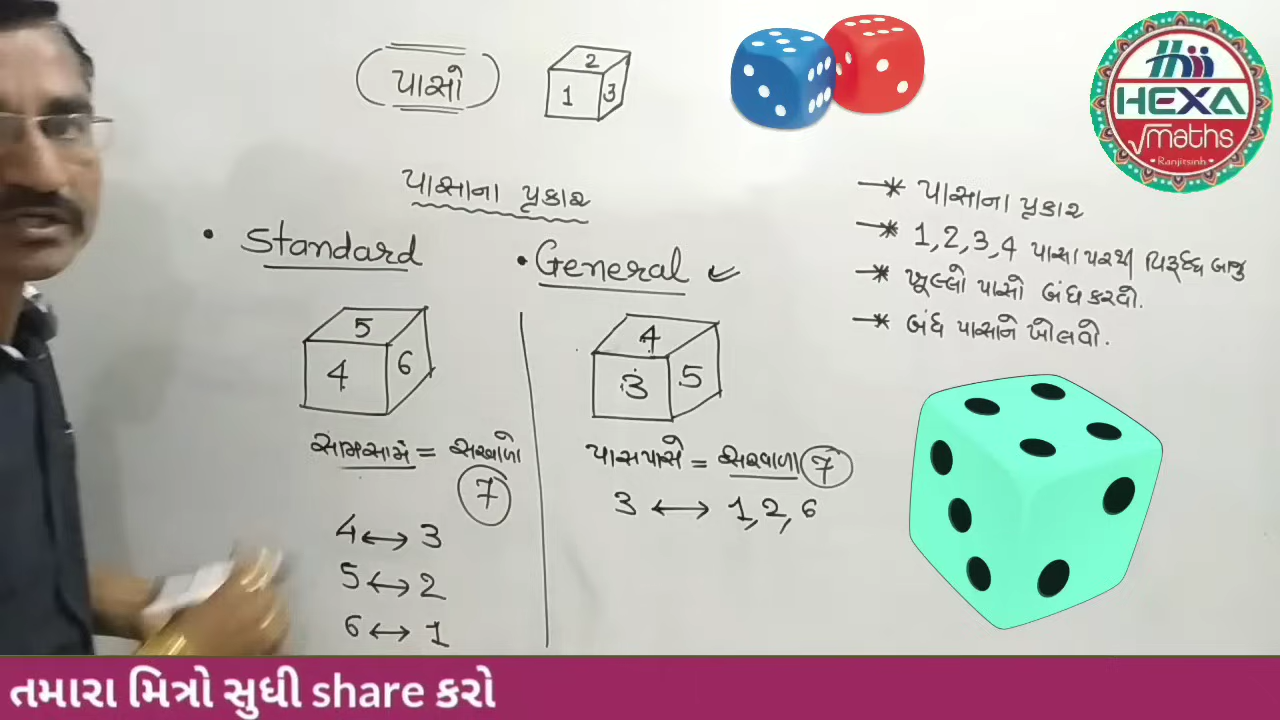 પાસો
2
1 3
HEXA
√maths
Ranjitsinh
પાસાના પ્રકાર
• Standard
5
4 6
સામસામે = સરવાળો
7
4 ↔ 3
5 ↔ 2
6 ↔ 1
• General ✓
4
3 5
પાસપાસે = સરવાળા 7
3 ↔ 1, 2, 6
→* પાસાના પ્રકાર
→* 1,2,3,4 પાસા પરથી વિરૂદ્ધ બાજુ
→* ખૂલ્લો પાસો બંધ કરવો.
→* બંધ પાસાને ખોલવો.
તમારા મિત્રો સુધી share કરો